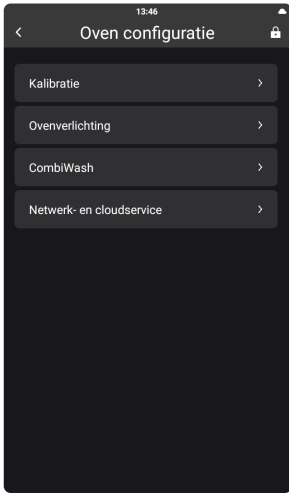 13:46
Oven configuratie
Kalibratie
Ovenverlichting
CombiWash
Netwerk- en cloudservice